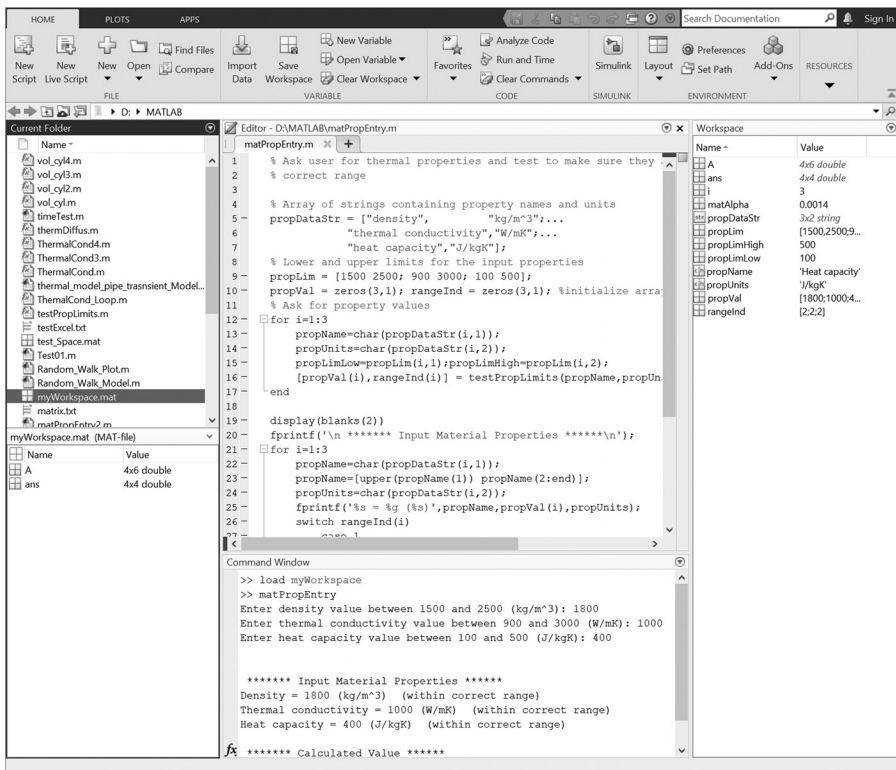 HOME PLOTS APPS
Search Documentation Sign In
New Script
New Live Script
New
Open
Find Files
Compare
Import Data
Save Workspace
New Variable
Open Variable
Clear Workspace
Favorites
Analyze Code
Run and Time
Clear Commands
Simulink
Layout
Preferences
Set Path
Add-Ons
RESOURCES
FILE VARIABLE CODE SIMULINK ENVIRONMENT
D: MATLAB
Current Folder
Name
vol_cyl4.m
vol_cyl3.m
vol_cyl2.m
vol_cyl.m
timeTest.m
thermDiffus.m
ThermalCond4.m
ThermalCond3.m
ThermalCond.m
thermal_model_pipe_trasnsient_Model...
ThemalCond_Loop.m
testPropLimits.m
testExcel.txt
test_Space.mat
Test01.m
Random_Walk_Plot.m
Random_Walk_Model.m
myWorkspace.mat
matrix.txt
matPropEntry2.m
myWorkspace.mat (MAT-file)
Name Value
A 4x6 double
ans 4x4 double
Editor - D:\MATLAB\matPropEntry.m
matPropEntry.m
1 % Ask user for thermal properties and test to make sure they
2 % correct range
3
4 % Array of strings containing property names and units
5 – propDataStr = ["density", "kg/m^3";...
6 "thermal conductivity","W/mK";...
7 "heat capacity","J/kgK"];
8 % Lower and upper limits for the input properties
9 – propLim = [1500 2500; 900 3000; 100 500];
10 – propVal = zeros(3,1); rangeInd = zeros(3,1); %initialize arra
11 % Ask for property values
12 – for i=1:3
13 – propName=char(propDataStr(i,1));
14 – propUnits=char(propDataStr(i,2));
15 – propLimLow=propLim(i,1);propLimHigh=propLim(i,2);
16 – [propVal(i),rangeInd(i)] = testPropLimits(propName,propUn
17 – end
18
19 – display(blanks(2))
20 – fprintf('\n ******* Input Material Properties ******\n');
21 – for i=1:3
22 – propName=char(propDataStr(i,1));
23 – propName=[upper(propName(1)) propName(2:end)];
24 – propUnits=char(propDataStr(i,2));
25 – fprintf('%s = %g (%s)',propName,propVal(i),propUnits);
26 – switch rangeInd(i)
27 – case 1
Command Window
>> load myWorkspace
>> matPropEntry
Enter density value between 1500 and 2500 (kg/m^3): 1800
Enter thermal conductivity value between 900 and 3000 (W/mK): 1000
Enter heat capacity value between 100 and 500 (J/kgK): 400
******* Input Material Properties ******
Density = 1800 (kg/m^3) (within correct range)
Thermal conductivity = 1000 (W/mK) (within correct range)
Heat capacity = 400 (J/kgK) (within correct range)
fx ******* Calculated Value ******
Workspace
Name Value
A 4x6 double
ans 4x4 double
i 3
matAlpha 0.0014
propDataStr 3x2 string
propLim [1500,2500;9...
propLimHigh 500
propLimLow 100
propName 'Heat capacity'
propUnits 'J/kgK'
propVal [1800;1000;4...
rangeInd [2;2;2]